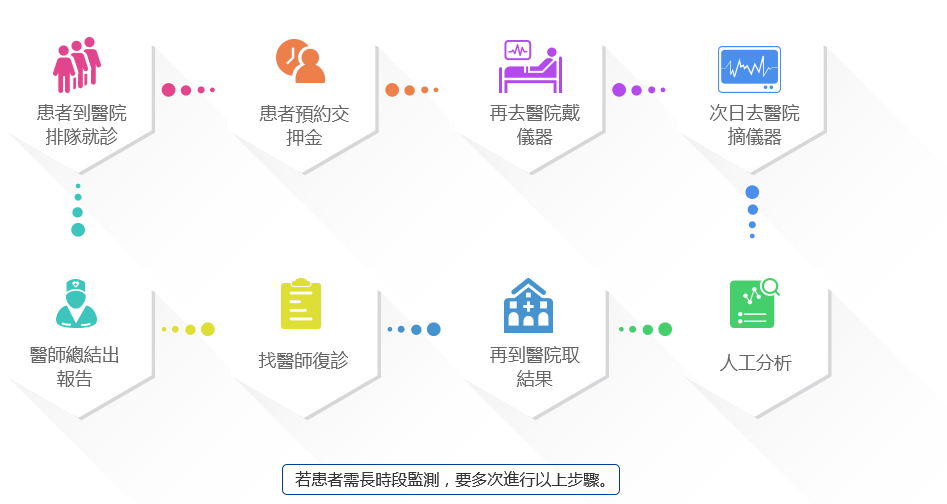 患者到醫院
排隊就診
患者預約交
押金
再去醫院戴
儀器
次日去醫院
摘儀器
醫師總結出
報告
找醫師復診
再到醫院取
結果
人工分析
若患者需長時段監測，要多次進行以上步驟。